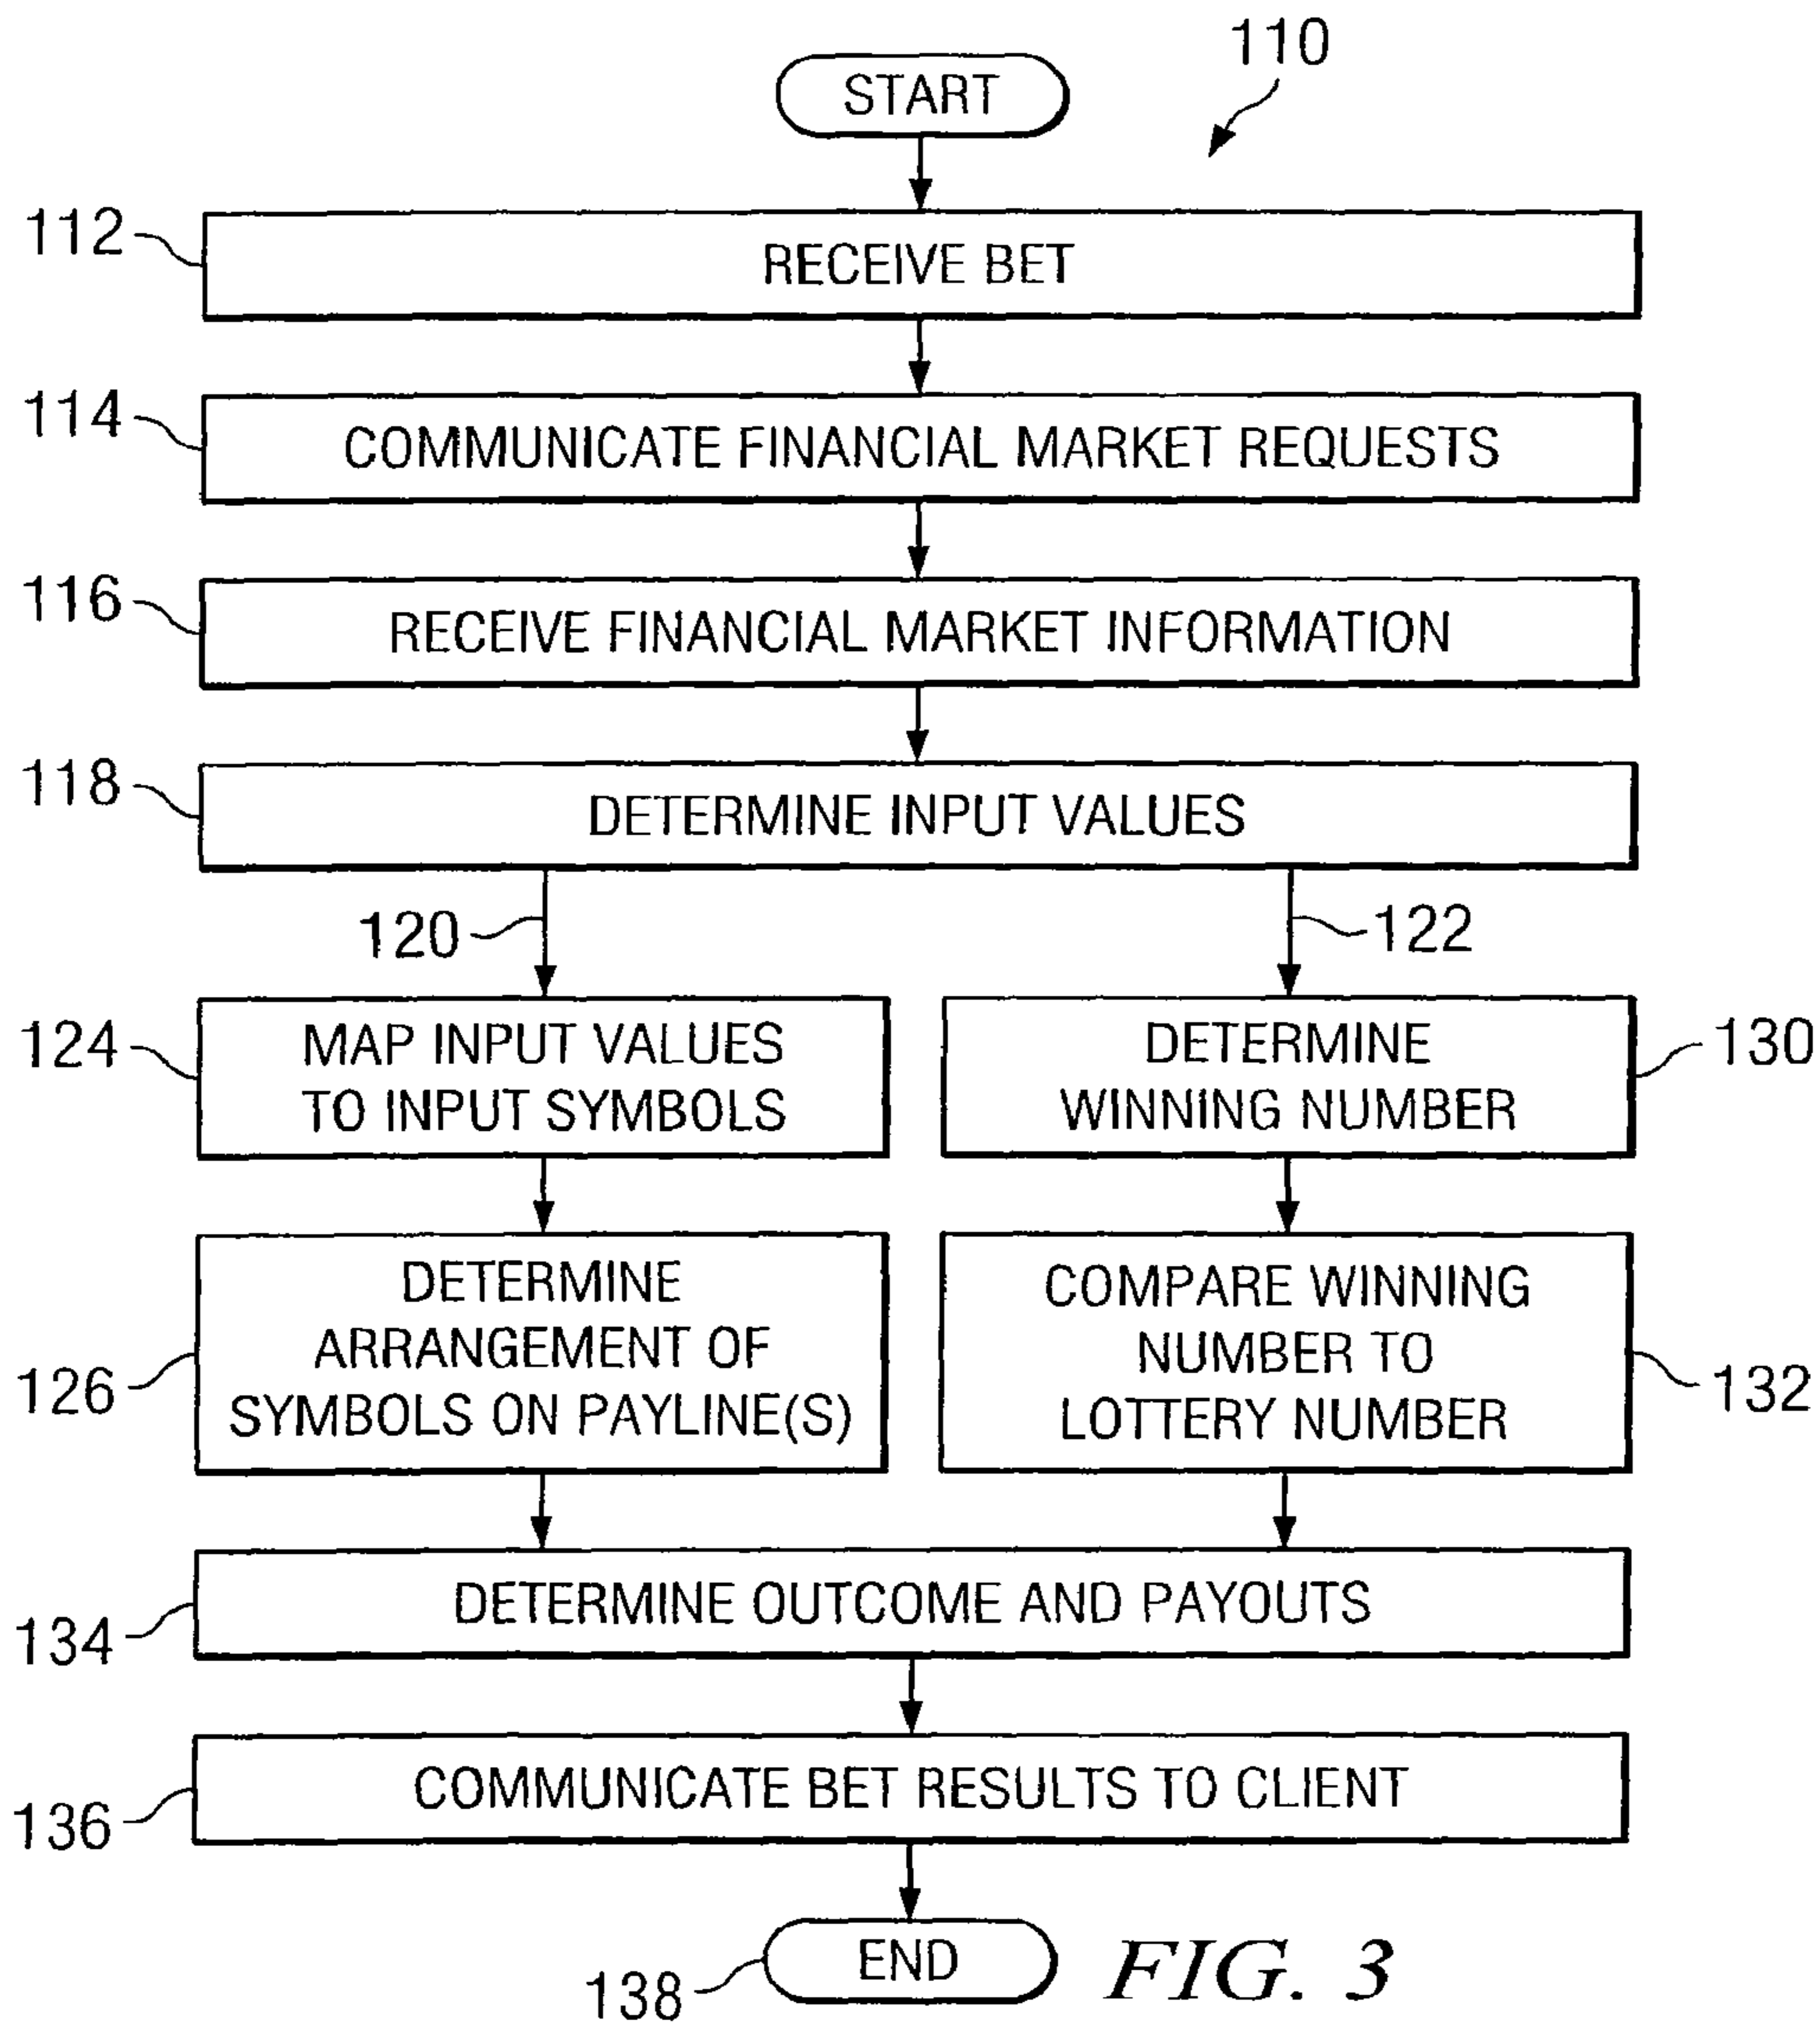 110
START
112
RECEIVE BET
114
COMMUNICATE FINANCIAL MARKET REQUESTS
116
RECEIVE FINANCIAL MARKET INFORMATION
118
DETERMINE INPUT VALUES
120
122
124
MAP INPUT VALUES
TO INPUT SYMBOLS
DETERMINE
WINNING NUMBER
130
126
DETERMINE
ARRANGEMENT OF
SYMBOLS ON PAYLINE(S)
COMPARE WINNING
NUMBER TO
LOTTERY NUMBER
132
134
DETERMINE OUTCOME AND PAYOUTS
136
COMMUNICATE BET RESULTS TO CLIENT
138
END
FIG. 3